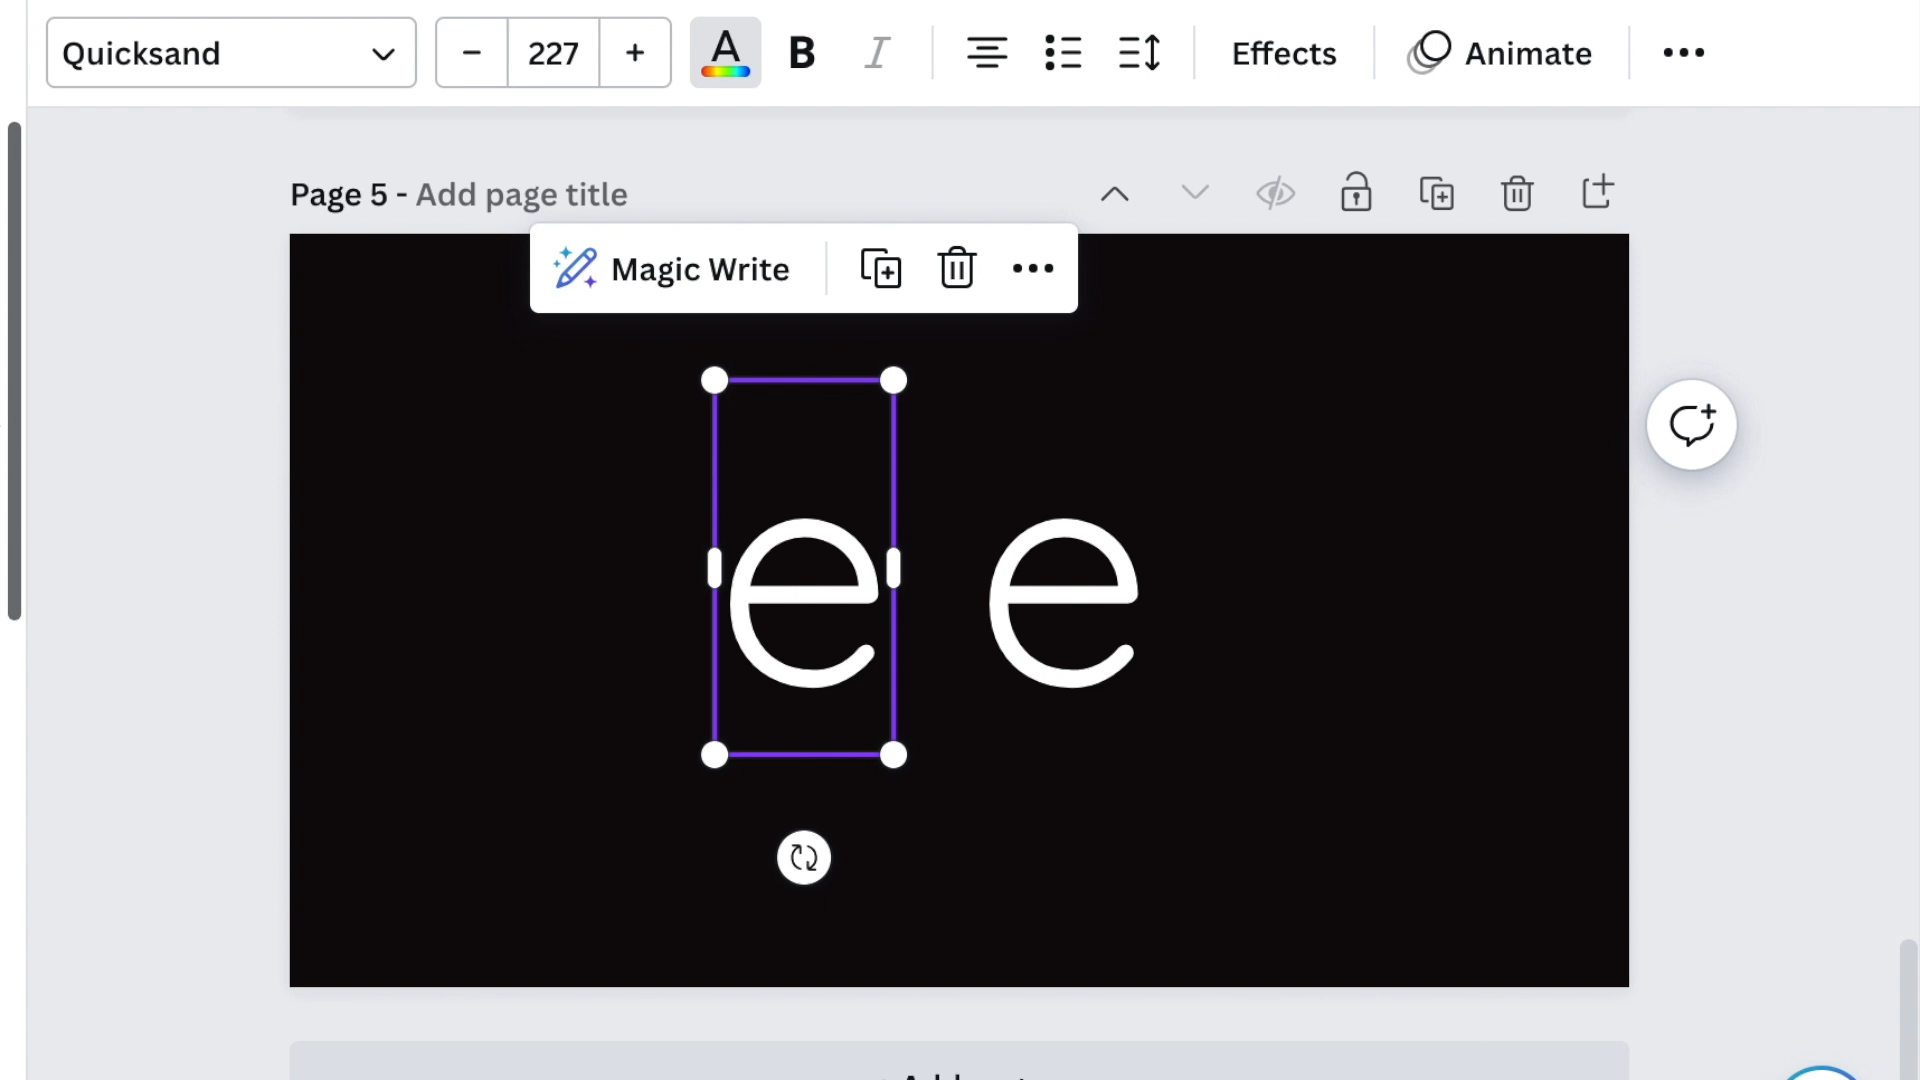 Quicksand 227 A B I Effects Animate
Page 5 - Add page title
Magic Write
e e